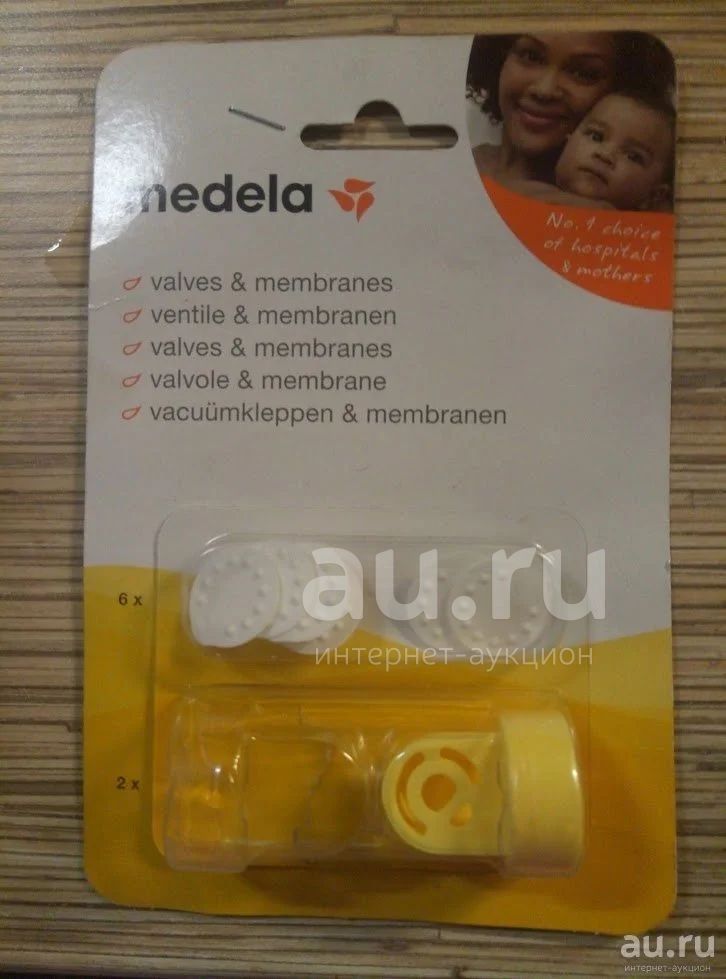 medela
No. 1 choice
of hospitals
& mothers
valves & membranes
ventile & membranen
valves & membranes
valvole & membrane
vacuümkleppen & membranen
6 x
au.ru
интернет-аукцион
2 x
au.ru
интернет-аукцион